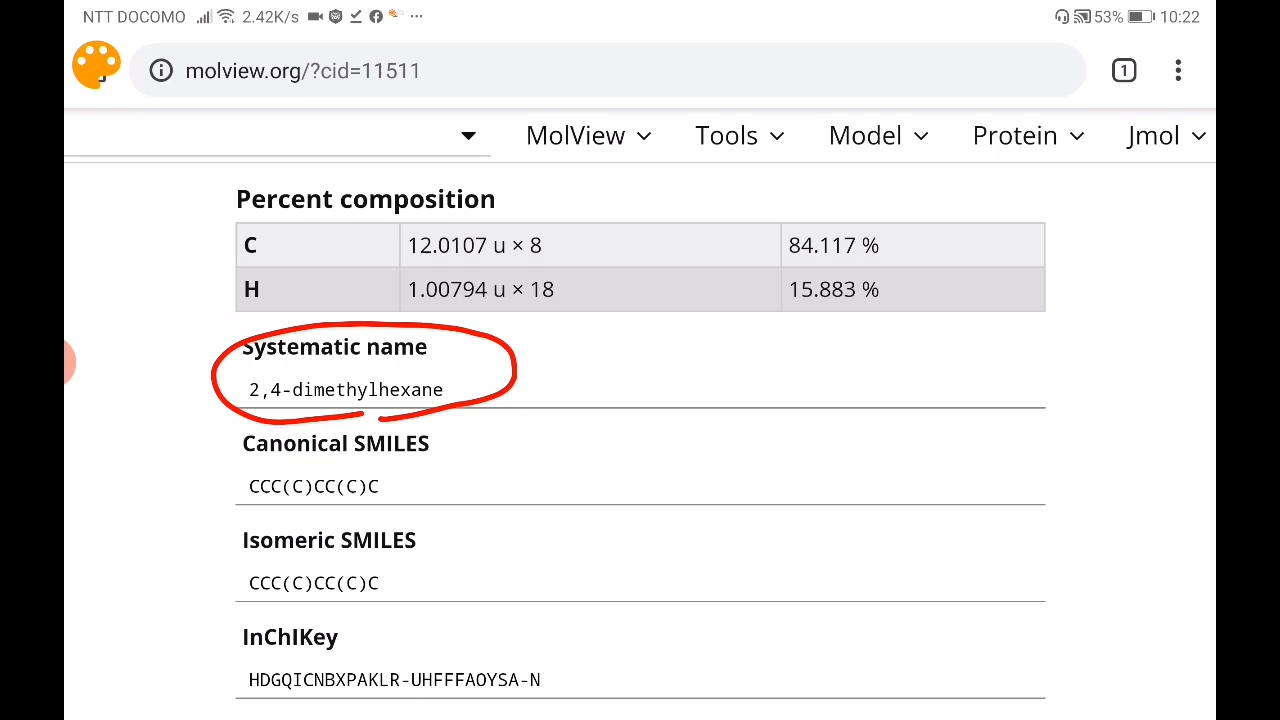 NTT DOCOMO 2.42K/s ... 53% 10:22
molview.org/?cid=11511 1
MolView Tools Model Protein Jmol
Percent composition
C 12.0107 u × 8 84.117 %
H 1.00794 u × 18 15.883 %
Systematic name
2,4-dimethylhexane
Canonical SMILES
CCC(C)CC(C)C
Isomeric SMILES
CCC(C)CC(C)C
InChIKey
HDGQICNBXPAKLR-UHFFFAOYSA-N